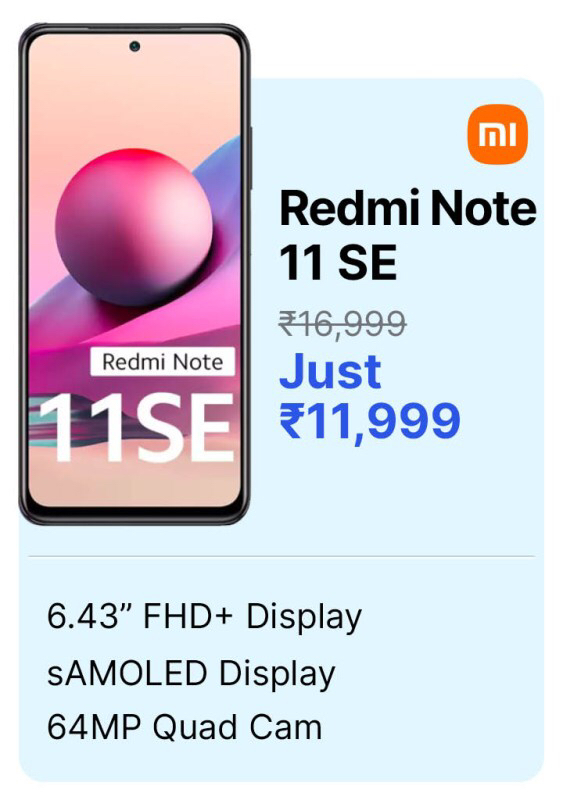 mi
Redmi Note
11 SE
₹16,999
Just
₹11,999
Redmi Note
11SE
6.43” FHD+ Display
sAMOLED Display
64MP Quad Cam